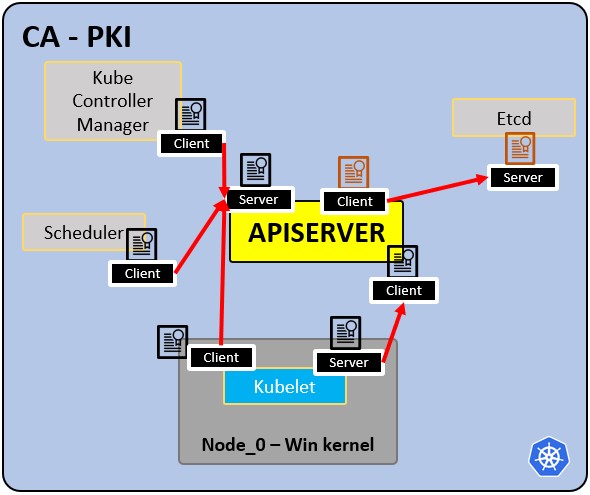 CA - PKI
Kube
Controller
Manager
Client
Etcd
Server
Server
Client
APISERVER
Scheduler
Client
Client
Client
Server
Kubelet
Node_0 – Win kernel